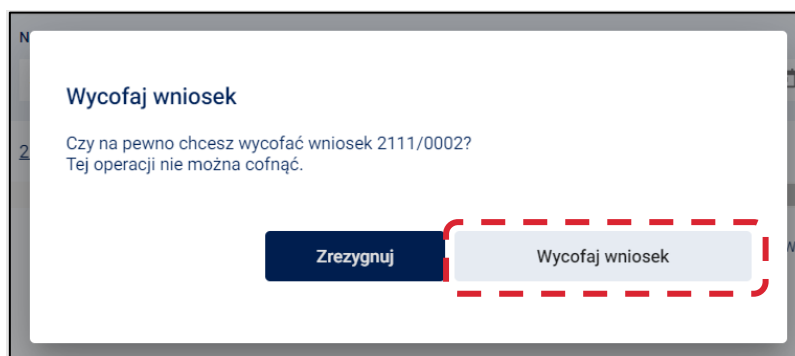 Wycofaj wniosek
Czy na pewno chcesz wycofać wniosek 2111/0002?
Tej operacji nie można cofnąć.
Zrezygnuj
Wycofaj wniosek